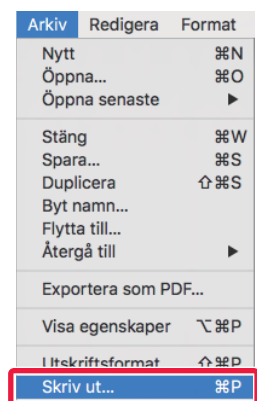 Arkiv Redigera Format
Nytt ⌘N
Öppna... ⌘O
Öppna senaste ▶
Stäng ⌘W
Spara... ⌘S
Duplicera ⇧⌘S
Byt namn...
Flytta till...
Återgå till ▶
Exportera som PDF...
Visa egenskaper ⌥⌘P
Utskriftsformat ⇧⌘P
Skriv ut... ⌘P